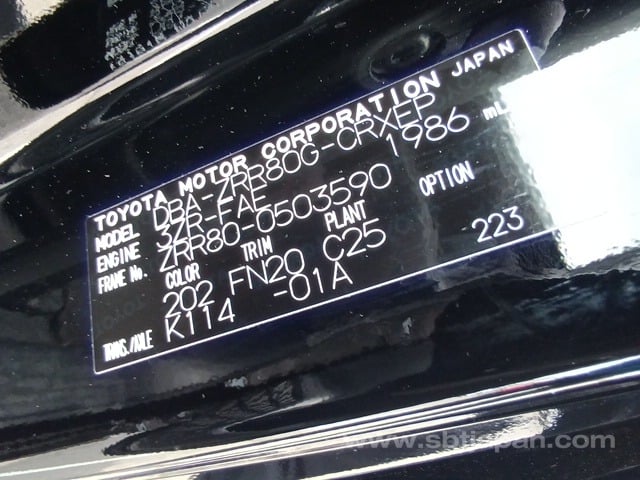 TOYOTA MOTOR CORPORATION JAPAN
MODEL DBA-ZRR80G-CRXEP
ENGINE 3ZR-FAE 1986 mL
FRAME No. ZRR80-0503590
COLOR TRIM PLANT OPTION
202 FN20 C25 223
TRANS./AXLE K114 -01A
www.sbtjapan.com